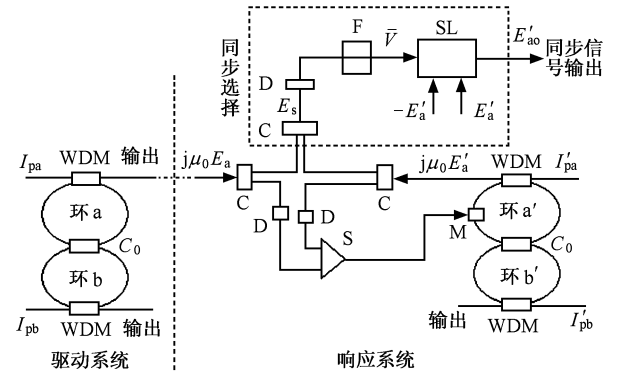 同步选择
F
V̄
SL
E′ao
同步信号输出
D
Es
−E′a
E′a
C
Ipa
WDM
输出
jμ0Ea
jμ0E′a
WDM
I′pa
C
C
环 a
D
D
M
环 a′
C0
S
C0
环 b
环 b′
Ipb
WDM
输出
输出
WDM
I′pb
驱动系统
响应系统